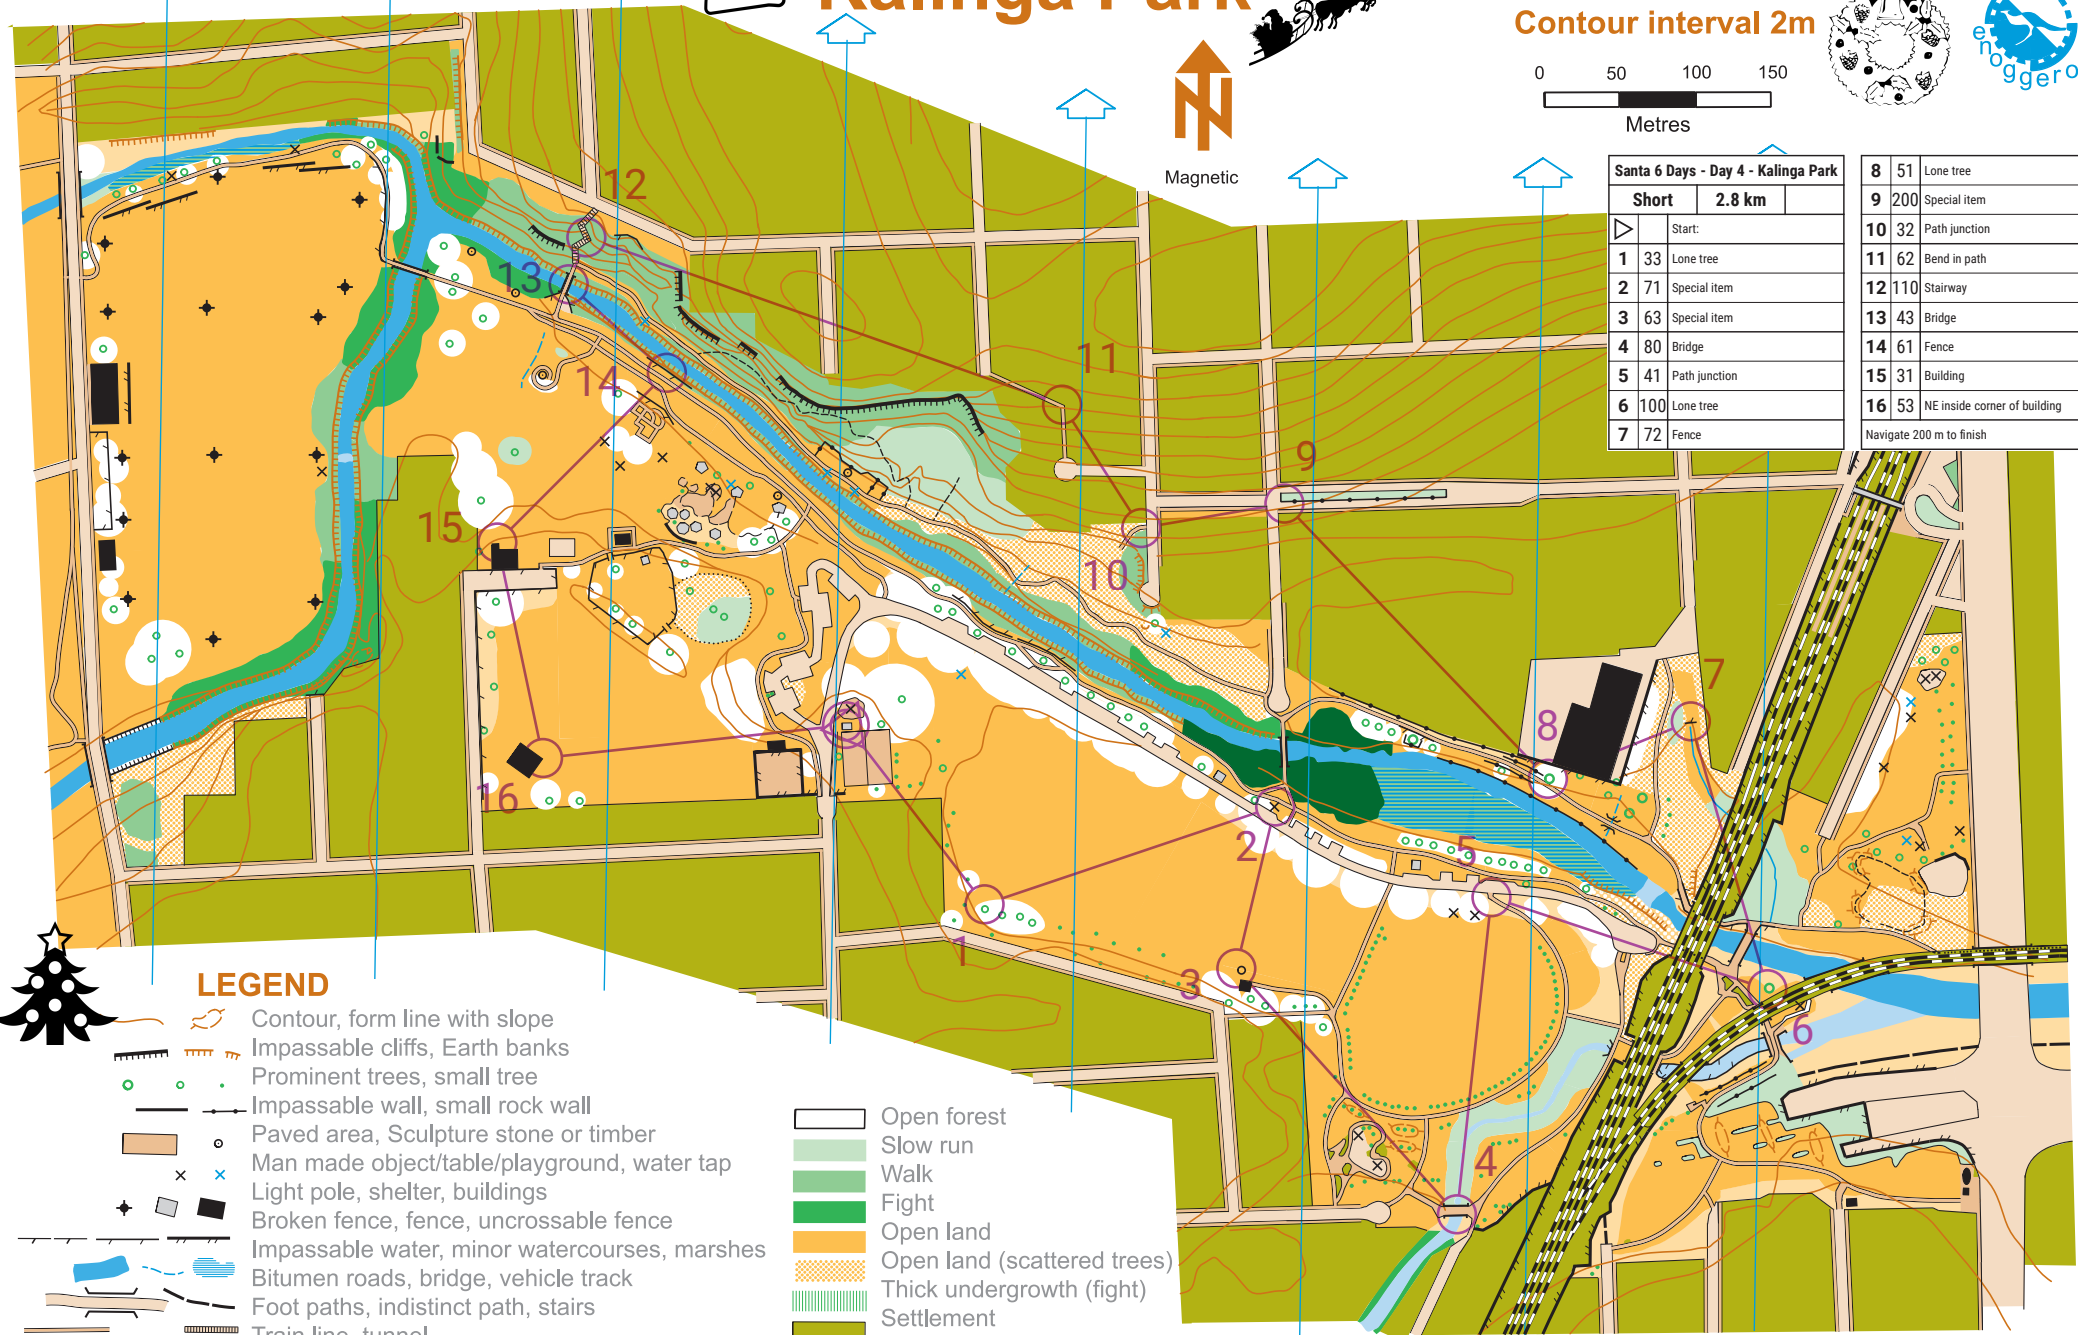 Kalinga Park
Contour interval 2m
enoggero
0 50 100 150
Metres
Magnetic
Santa 6 Days - Day 4 - Kalinga Park
Short 2.8 km
Start:
1 33 Lone tree
2 71 Special item
3 63 Special item
4 80 Bridge
5 41 Path junction
6 100 Lone tree
7 72 Fence
8 51 Lone tree
9 200 Special item
10 32 Path junction
11 62 Bend in path
12 110 Stairway
13 43 Bridge
14 61 Fence
15 31 Building
16 53 NE inside corner of building
Navigate 200 m to finish
12
13
11
14
9
15
10
7
8
16
2
5
1
3
6
4
LEGEND
Contour, form line with slope
Impassable cliffs, Earth banks
Prominent trees, small tree
Impassable wall, small rock wall
Paved area, Sculpture stone or timber
Man made object/table/playground, water tap
Light pole, shelter, buildings
Broken fence, fence, uncrossable fence
Impassable water, minor watercourses, marshes
Bitumen roads, bridge, vehicle track
Foot paths, indistinct path, stairs
Train line, tunnel
Open forest
Slow run
Walk
Fight
Open land
Open land (scattered trees)
Thick undergrowth (fight)
Settlement